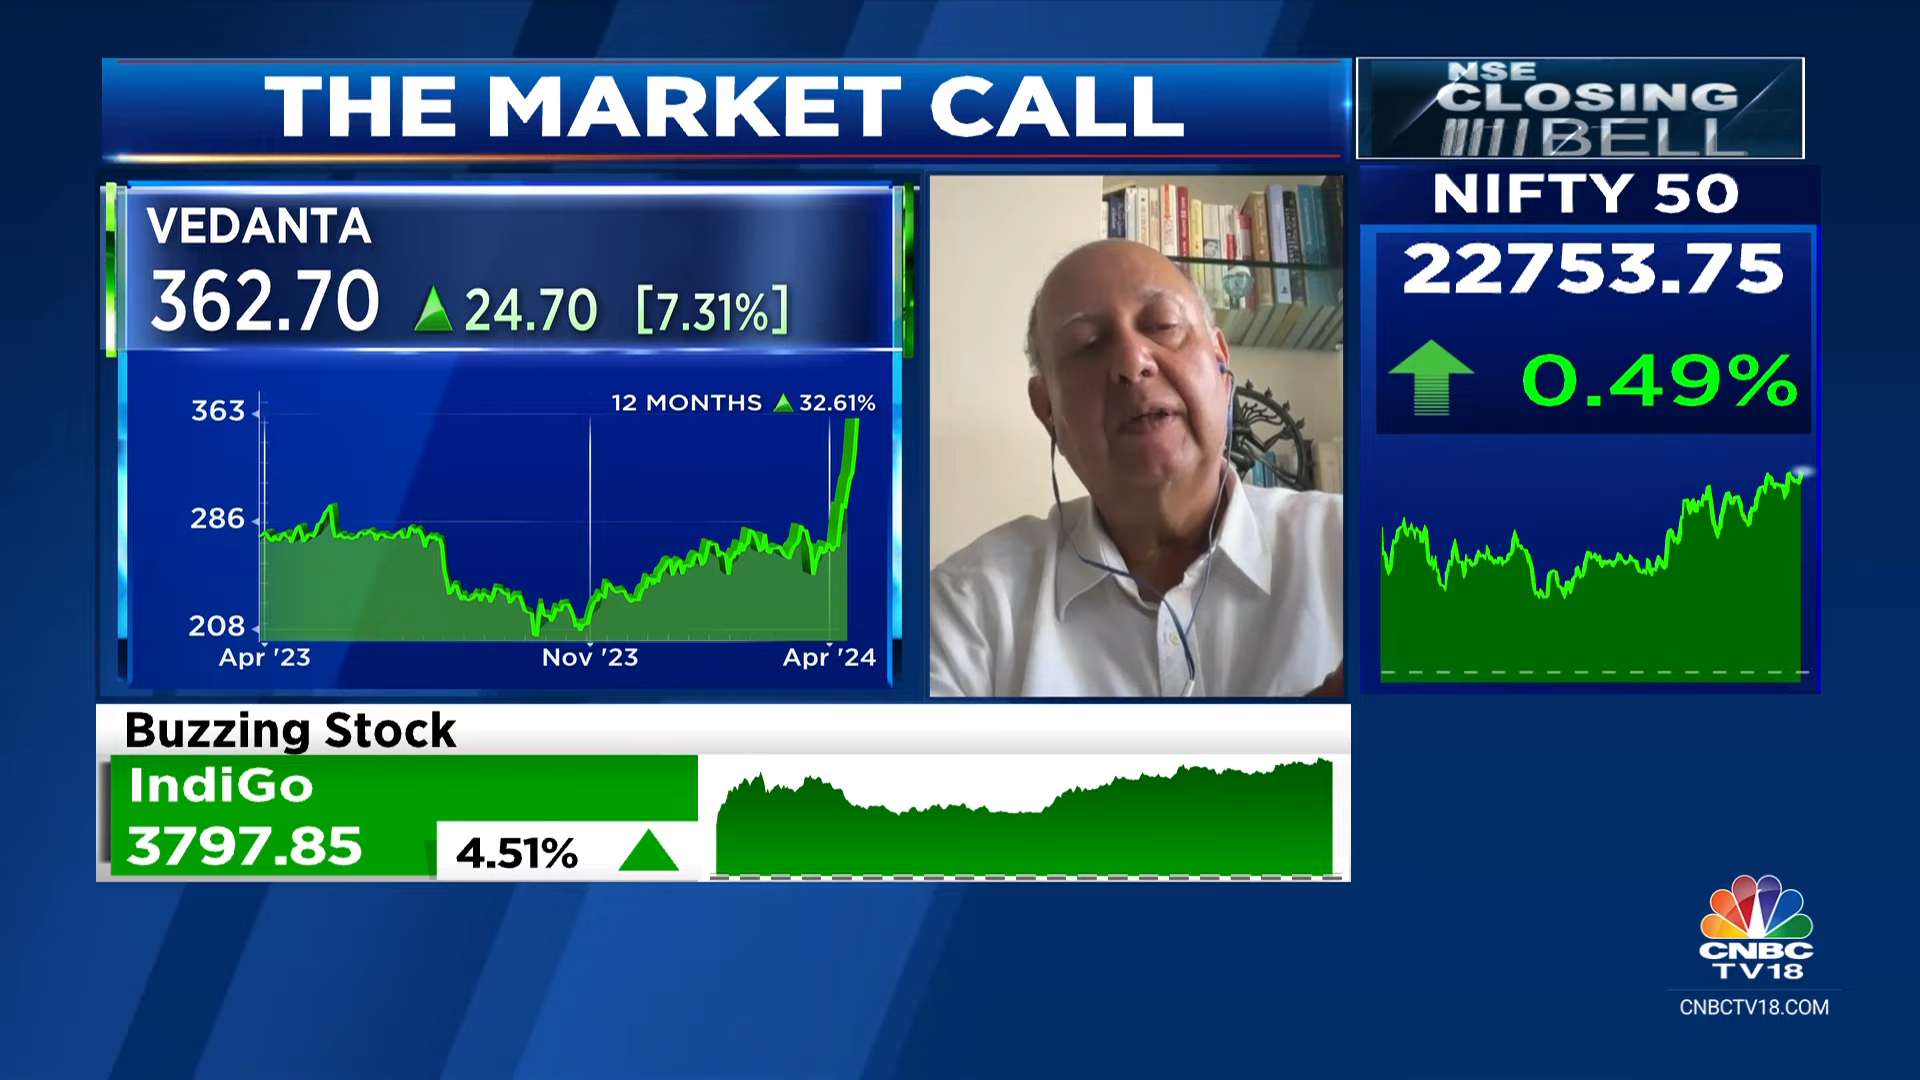 THE MARKET CALL
NSE
CLOSING
BELL
VEDANTA
362.70 ▲ 24.70 [7.31%]
12 MONTHS ▲ 32.61%
363
286
208
Apr '23 Nov '23 Apr '24
NIFTY 50
22753.75
0.49%
Buzzing Stock
IndiGo
3797.85
4.51%
CNBC
TV18
CNBCTV18.COM